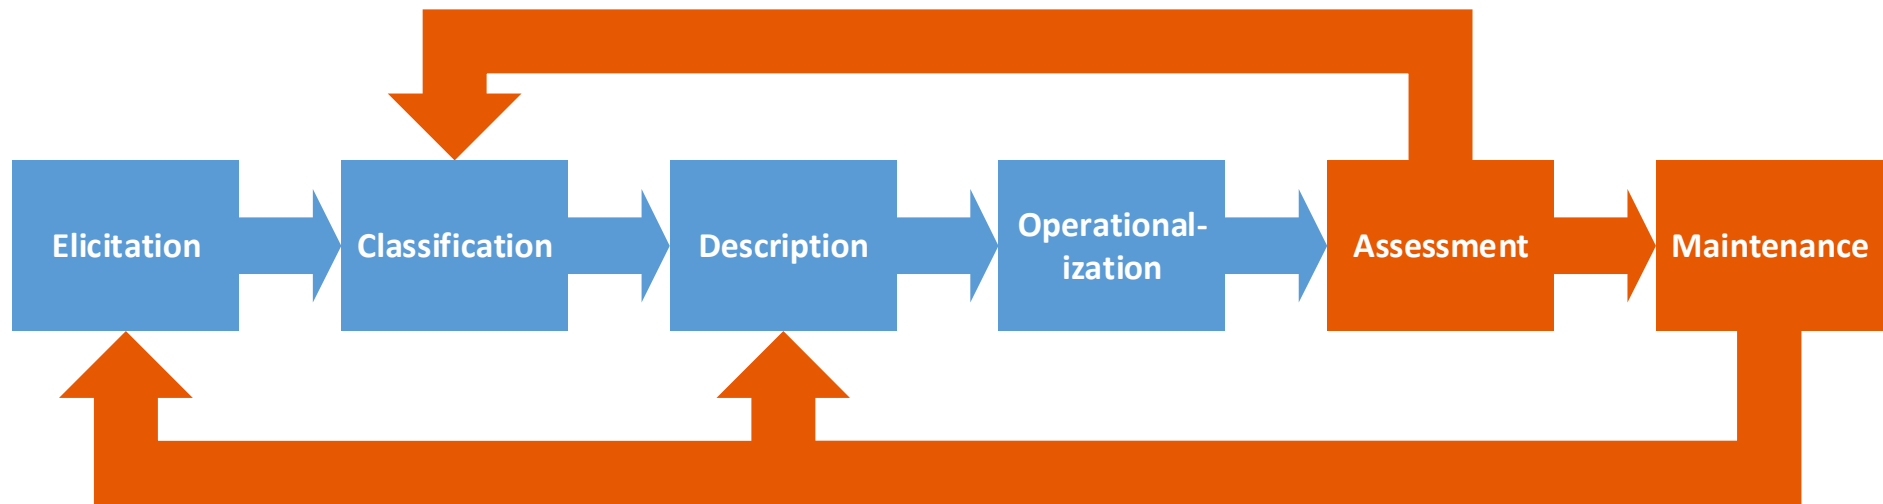 Elicitation
Classification
Description
Operational-
ization
Assessment
Maintenance